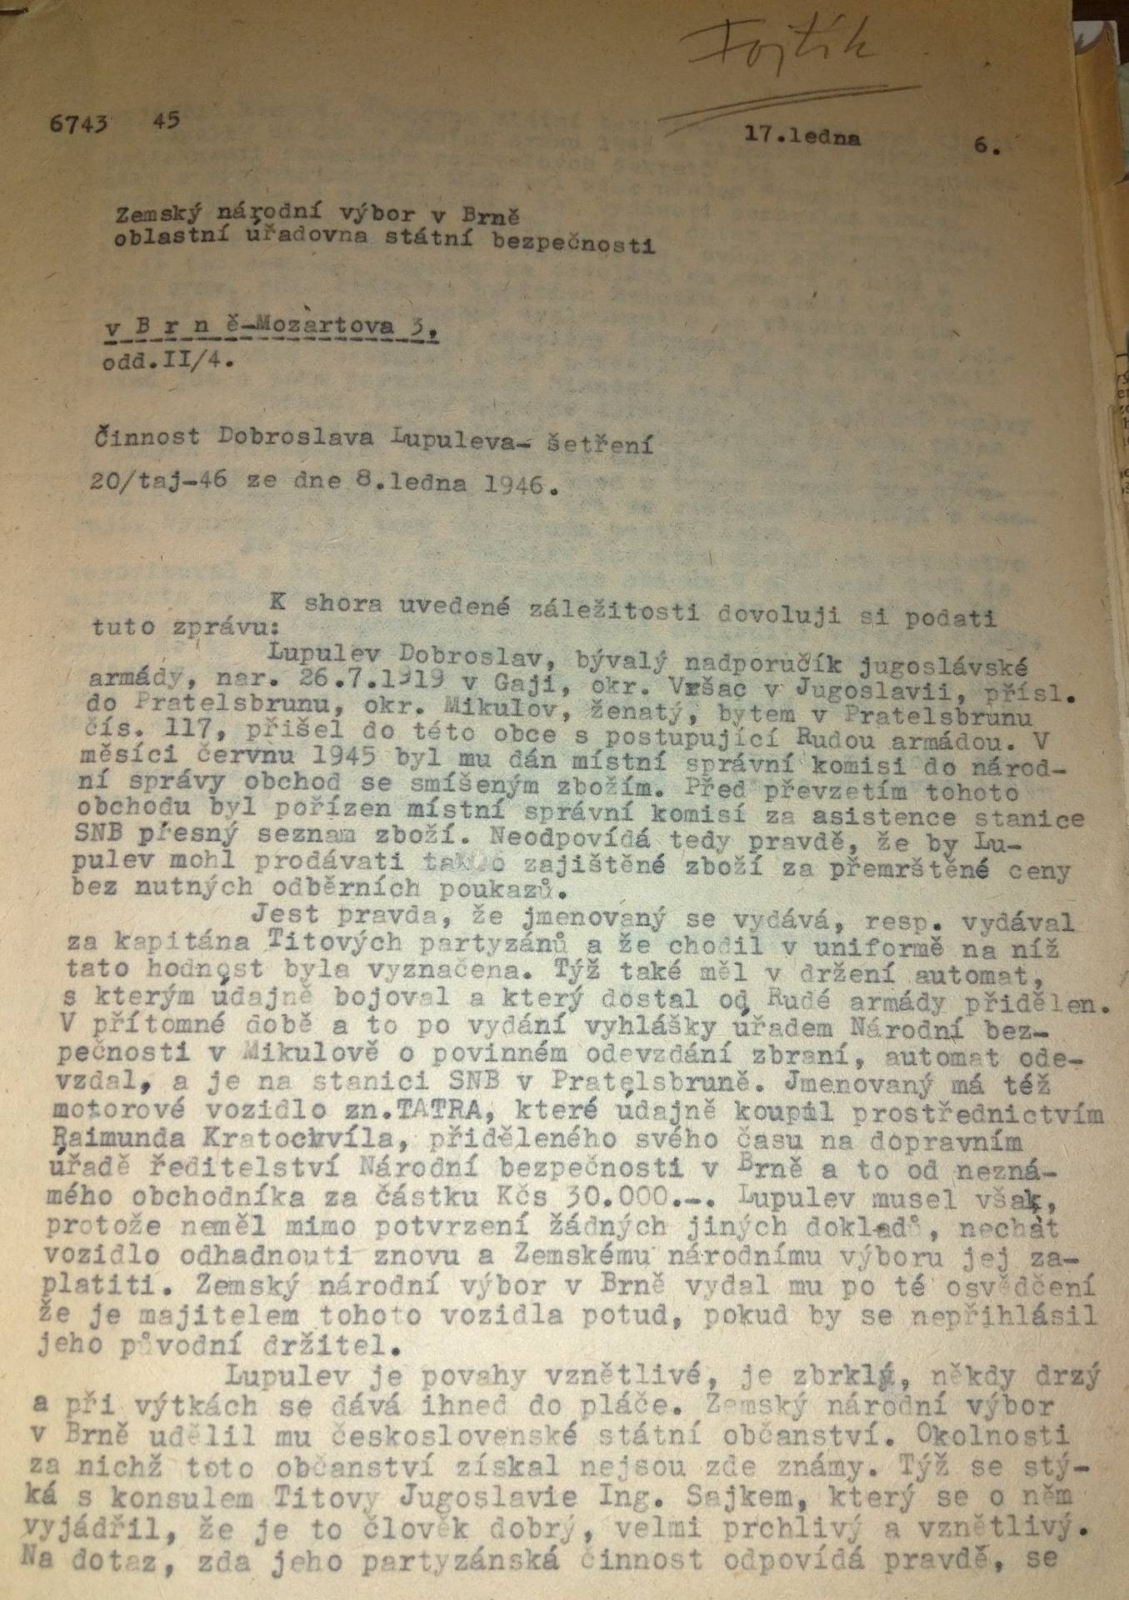 Fojtík
6743 45 17.ledna 6.
Zemský národní výbor v Brně
oblastní úřadovna státní bezpečnosti
v B r n ě-Mozartova 3,
odd.II/4.
Činnost Dobroslava Lupuleva- šetření
20/taj-46 ze dne 8.ledna 1946.
K shora uvedené záležitosti dovoluji si podati
tuto zprávu:
Lupulev Dobroslav, bývalý nadporučík jugoslávské
armády, nar. 26.7.1919 v Gaji, okr. Vršac v Jugoslavii, přísl.
do Pratelsbrunu, okr. Mikulov, ženatý, bytem v Pratelsbrunu
čís. 117, přišel do této obce s postupující Rudou armádou. V
měsíci červnu 1945 byl mu dán místní správní komisí do národ-
ní správy obchod se smíšeným zbožím. Před převzetím tohoto
obchodu byl pořízen místní správní komisí za asistence stanice
SNB přesný seznam zboží. Neodpovídá tedy pravdě, že by Lu-
pulev mohl prodávati takto zajištěné zboží za přemrštěné ceny
bez nutných odběrních poukazů.
Jest pravda, že jmenovaný se vydává, resp. vydával
za kapitána Titových partyzánů a že chodil v uniformě na níž
tato hodnost byla vyznačena. Týž také měl v držení automat,
s kterým údajně bojoval a který dostal od Rudé armády přidělen.
V přítomné době a to po vydání vyhlášky úřadem Národní bez-
pečnosti v Mikulově o povinném odevzdání zbraní, automat ode-
vzdal, a je na stanici SNB v Pratelsbruně. Jmenovaný má též
motorové vozidlo zn.TATRA, které údajně koupil prostřednictvím
Raimunda Kratochvíla, přiděleného svého času na dopravním
úřadě ředitelství Národní bezpečnosti v Brně a to od nezná-
mého obchodníka za částku Kčs 30.000.-. Lupulev musel však,
protože neměl mimo potvrzení žádných jiných dokladů, nechat
vozidlo odhadnouti znovu a Zemskému národnímu výboru jej za-
platiti. Zemský národní výbor v Brně vydal mu po té osvědčení
že je majitelem tohoto vozidla potud, pokud by se nepřihlásil
jeho původní držitel.
Lupulev je povahy vznětlivé, je zbrklý, někdy drzý
a při výtkách se dává ihned do pláče. Zemský národní výbor
v Brně udělil mu československé státní občanství. Okolnosti
za nichž toto občanství získal nejsou zde známy. Týž se stý-
ká s konsulem Titovy Jugoslavie Ing. Sajkem, který se o něm
vyjádřil, že je to člověk dobrý, velmi prchlivý a vznětlivý.
Na dotaz, zda jeho partyzánská činnost odpovídá pravdě, se